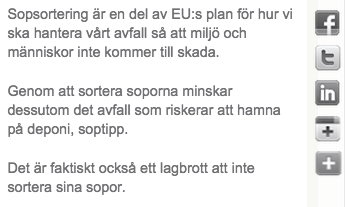 Sopsortering är en del av EU:s plan för hur vi
ska hantera vårt avfall så att miljö och
människor inte kommer till skada.
Genom att sortera soporna minskar
dessutom det avfall som riskerar att hamna
på deponi, soptipp.
Det är faktiskt också ett lagbrott att inte
sortera sina sopor.